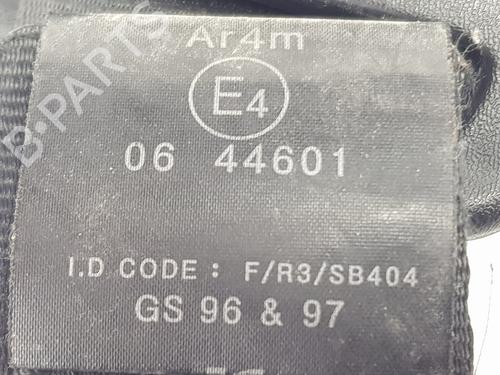 Ar4m
E4
06 44601
I.D CODE : F/R3/SB404
GS 96 & 97
B-PARTS